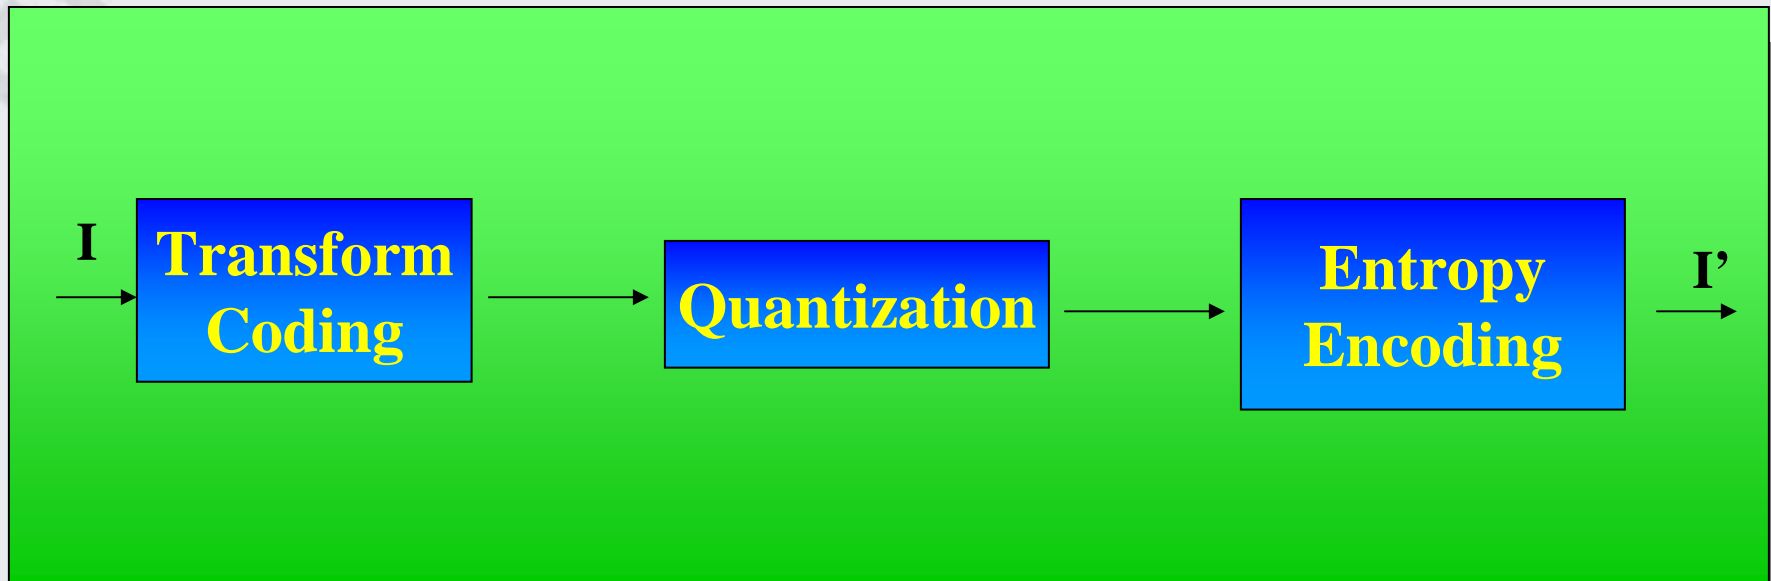 I
Transform
Coding
Quantization
Entropy
Encoding
I’